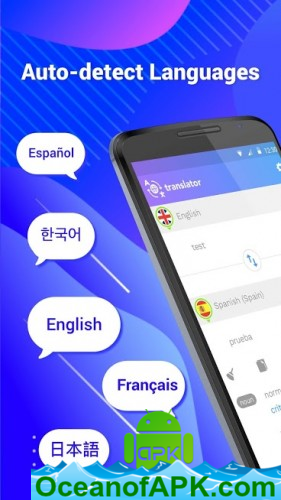 Auto-detect Languages
Español
한국어
English
Français
日本語
12:30
translator
English
test
Spanish (Spain)
prueba
noun
norm
APK
OceanofAPK.com